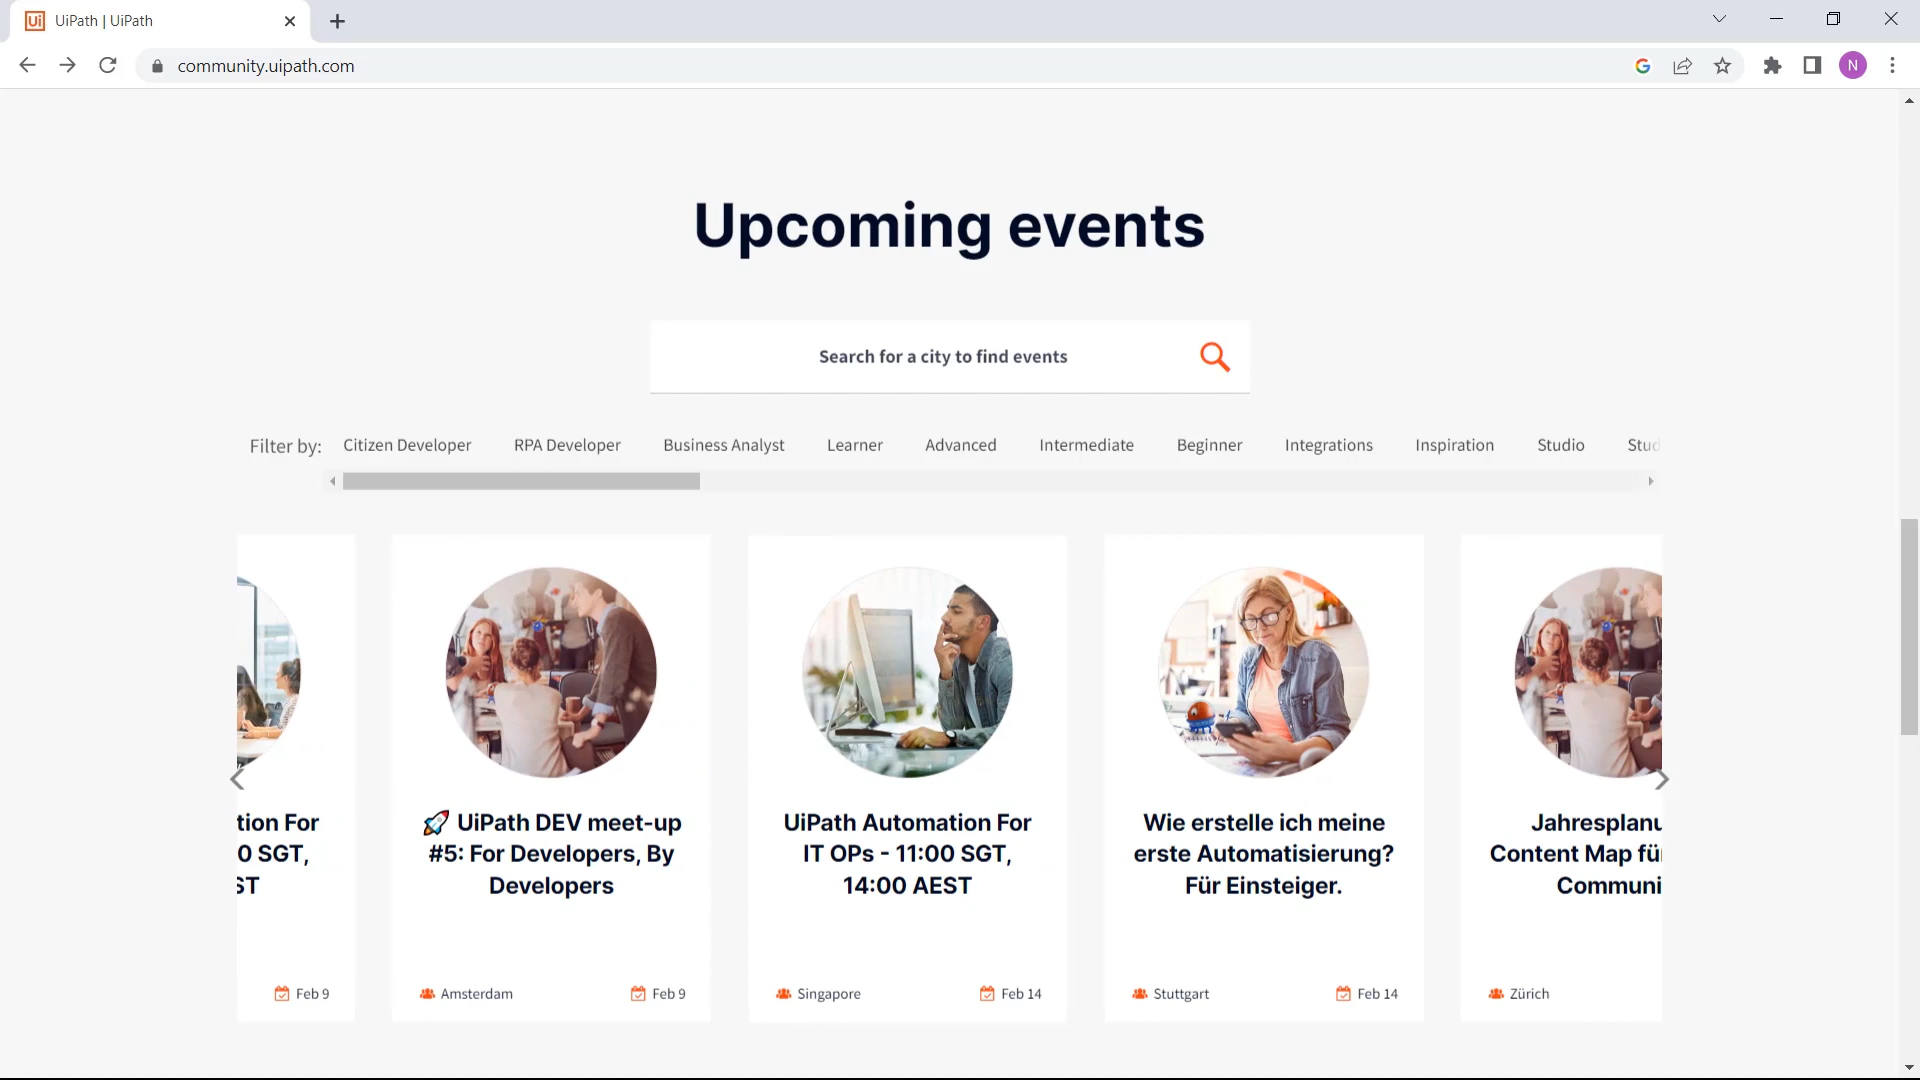 UiPath | UiPath
community.uipath.com
N
Upcoming events
Search for a city to find events
Filter by: Citizen Developer RPA Developer Business Analyst Learner Advanced Intermediate Beginner Integrations Inspiration Studio Stud
tion For
0 SGT,
ST
Feb 9
🚀 UiPath DEV meet-up
#5: For Developers, By
Developers
Amsterdam Feb 9
UiPath Automation For
IT OPs - 11:00 SGT,
14:00 AEST
Singapore Feb 14
Wie erstelle ich meine
erste Automatisierung?
Für Einsteiger.
Stuttgart Feb 14
Jahresplanu
Content Map fü
Communi
Zürich